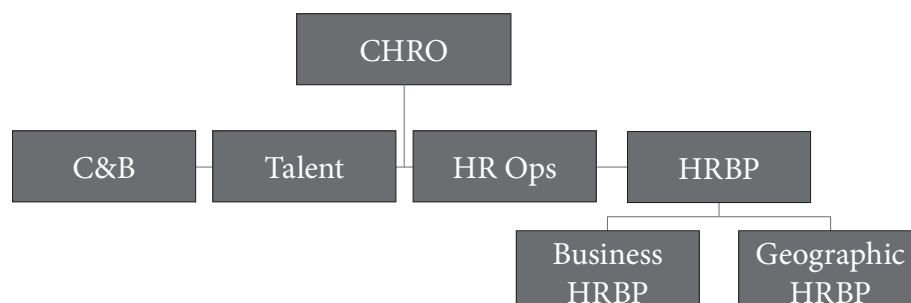 CHRO
C&B
Talent
HR Ops
HRBP
Business
HRBP
Geographic
HRBP